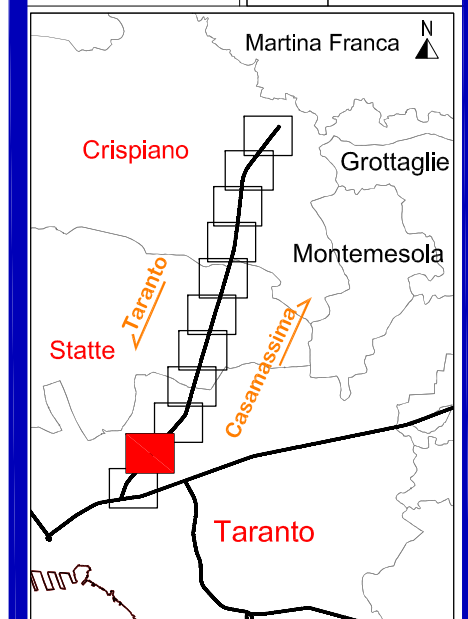 Martina Franca
N
Crispiano
Grottaglie
Montemesola
Taranto
Casamassima
Statte
Taranto